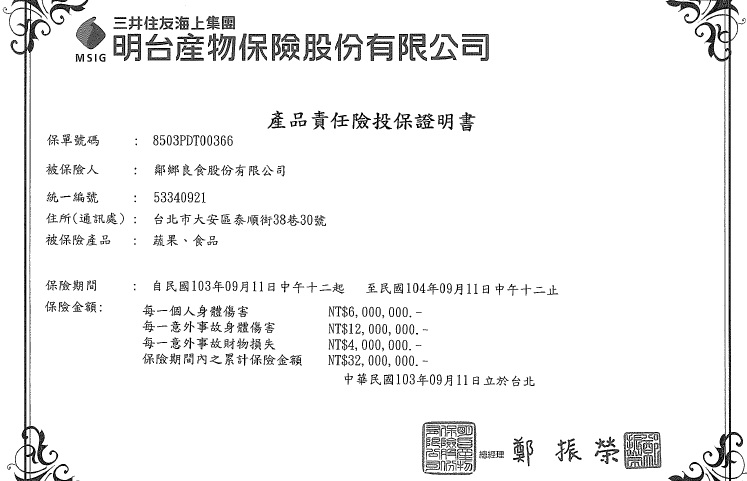 三井住友海上集團
MSIG 明台產物保險股份有限公司
產品責任險投保證明書
保單號碼 : 8503PDT00366
被保險人 : 鄰鄉良食股份有限公司
統一編號 : 53340921
住所(通訊處) : 台北市大安區泰順街38巷30號
被保險產品 : 蔬果、食品
保險期間 : 自民國103年09月11日中午十二起 至民國104年09月11日中午十二止
保險金額:
每一個人身體傷害 NT$6,000,000.-
每一意外事故身體傷害 NT$12,000,000.-
每一意外事故財物損失 NT$4,000,000.-
保險期間內之累計保險金額 NT$32,000,000.-
中華民國103年09月11日立於台北
總經理 鄭振榮